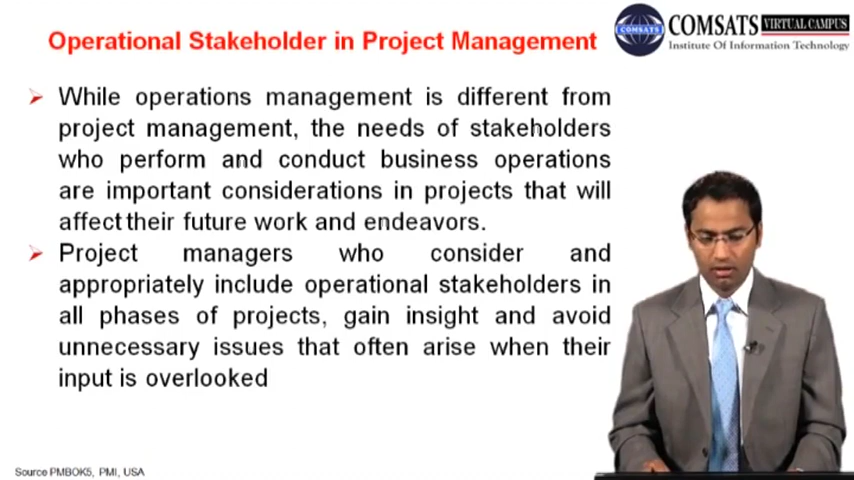 Operational Stakeholder in Project Management
COMSATS VIRTUAL CAMPUS
COMSATS
Institute Of Information Technology
While operations management is different from
project management, the needs of stakeholders
who perform and conduct business operations
are important considerations in projects that will
affect their future work and endeavors.
Project managers who consider and
appropriately include operational stakeholders in
all phases of projects, gain insight and avoid
unnecessary issues that often arise when their
input is overlooked
Source PMBOK5, PMI, USA